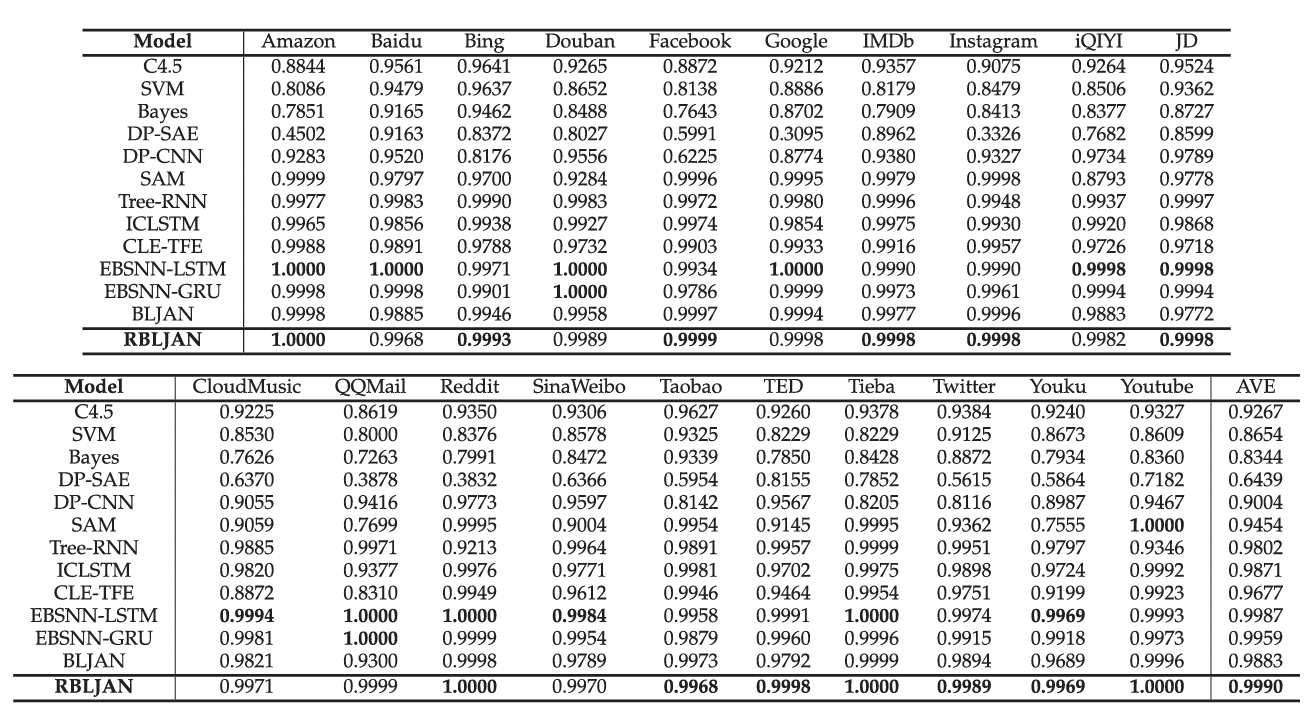 Model Amazon Baidu Bing Douban Facebook Google IMDb Instagram iQIYI JD
C4.5 0.8844 0.9561 0.9641 0.9265 0.8872 0.9212 0.9357 0.9075 0.9264 0.9524
SVM 0.8086 0.9479 0.9637 0.8652 0.8138 0.8886 0.8179 0.8479 0.8506 0.9362
Bayes 0.7851 0.9165 0.9462 0.8488 0.7643 0.8702 0.7909 0.8413 0.8377 0.8727
DP-SAE 0.4502 0.9163 0.8372 0.8027 0.5991 0.3095 0.8962 0.3326 0.7682 0.8599
DP-CNN 0.9283 0.9520 0.8176 0.9556 0.6225 0.8774 0.9380 0.9327 0.9734 0.9789
SAM 0.9999 0.9797 0.9700 0.9284 0.9996 0.9995 0.9979 0.9998 0.8793 0.9778
Tree-RNN 0.9977 0.9983 0.9990 0.9983 0.9972 0.9980 0.9996 0.9948 0.9937 0.9997
ICLSTM 0.9965 0.9856 0.9938 0.9927 0.9974 0.9854 0.9975 0.9930 0.9920 0.9868
CLE-TFE 0.9988 0.9891 0.9788 0.9732 0.9903 0.9933 0.9916 0.9957 0.9726 0.9718
EBSNN-LSTM 1.0000 1.0000 0.9971 1.0000 0.9934 1.0000 0.9990 0.9990 0.9998 0.9998
EBSNN-GRU 0.9998 0.9998 0.9901 1.0000 0.9786 0.9999 0.9973 0.9961 0.9994 0.9994
BLJAN 0.9998 0.9885 0.9946 0.9958 0.9997 0.9994 0.9977 0.9996 0.9883 0.9772
RBLJAN 1.0000 0.9968 0.9993 0.9989 0.9999 0.9998 0.9998 0.9998 0.9982 0.9998
Model CloudMusic QQMail Reddit SinaWeibo Taobao TED Tieba Twitter Youku Youtube AVE
C4.5 0.9225 0.8619 0.9350 0.9306 0.9627 0.9260 0.9378 0.9384 0.9240 0.9327 0.9267
SVM 0.8530 0.8000 0.8376 0.8578 0.9325 0.8229 0.8229 0.9125 0.8673 0.8609 0.8654
Bayes 0.7626 0.7263 0.7991 0.8472 0.9339 0.7850 0.8428 0.8872 0.7934 0.8360 0.8344
DP-SAE 0.6370 0.3878 0.3832 0.6366 0.5954 0.8155 0.7852 0.5615 0.5864 0.7182 0.6439
DP-CNN 0.9055 0.9416 0.9773 0.9597 0.8142 0.9567 0.8205 0.8116 0.8987 0.9467 0.9004
SAM 0.9059 0.7699 0.9995 0.9004 0.9954 0.9145 0.9995 0.9362 0.7555 1.0000 0.9454
Tree-RNN 0.9885 0.9971 0.9213 0.9964 0.9891 0.9957 0.9999 0.9951 0.9797 0.9346 0.9802
ICLSTM 0.9820 0.9377 0.9976 0.9771 0.9981 0.9702 0.9975 0.9898 0.9724 0.9992 0.9871
CLE-TFE 0.8872 0.8310 0.9949 0.9612 0.9946 0.9464 0.9954 0.9751 0.9199 0.9923 0.9677
EBSNN-LSTM 0.9994 1.0000 1.0000 0.9984 0.9958 0.9991 1.0000 0.9974 0.9969 0.9993 0.9987
EBSNN-GRU 0.9981 1.0000 0.9999 0.9954 0.9879 0.9960 0.9996 0.9915 0.9918 0.9973 0.9959
BLJAN 0.9821 0.9300 0.9998 0.9789 0.9973 0.9792 0.9999 0.9894 0.9689 0.9996 0.9883
RBLJAN 0.9971 0.9999 1.0000 0.9970 0.9968 0.9998 1.0000 0.9989 0.9969 1.0000 0.9990